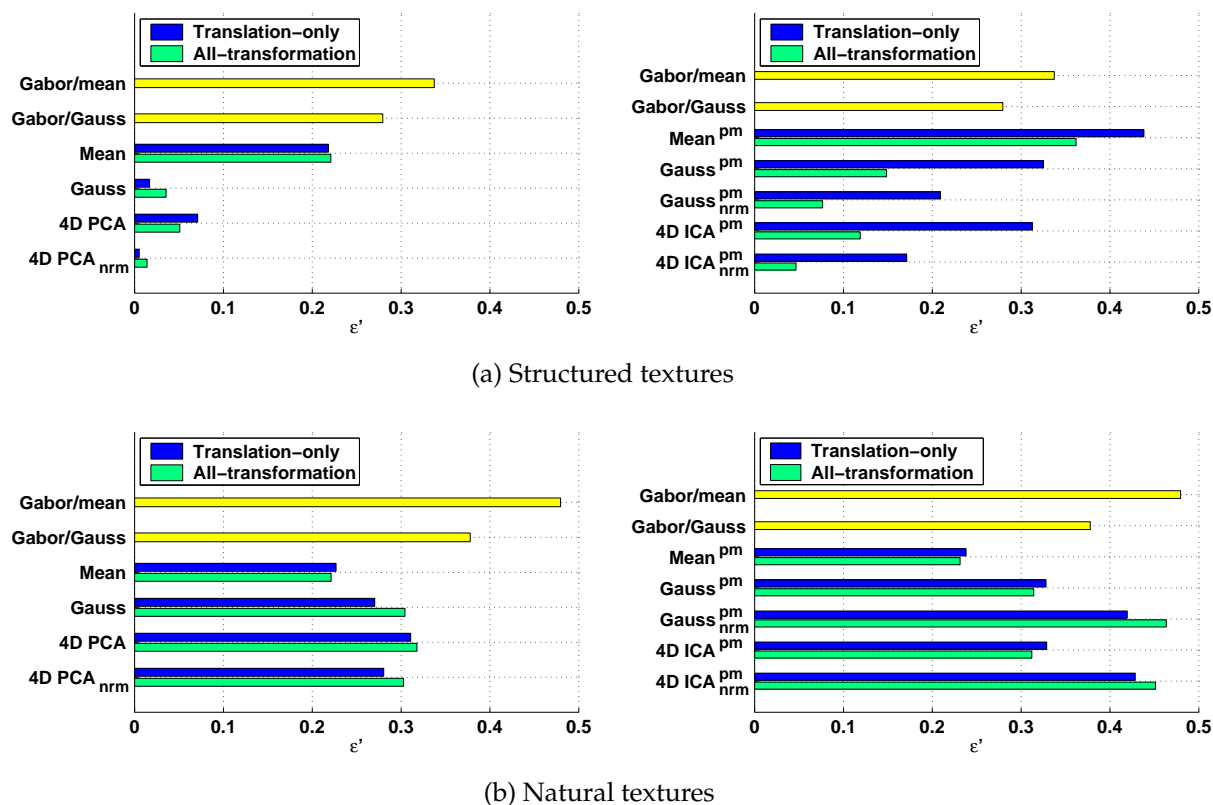 Translation-only
All-transformation
Gabor/mean
Gabor/Gauss
Mean
Gauss
4D PCA
4D PCA nrm
0 0.1 0.2 0.3 0.4 0.5
ε'
Translation-only
All-transformation
Gabor/mean
Gabor/Gauss
Mean pm
Gauss pm
Gauss pm nrm
4D ICA pm
4D ICA pm nrm
0 0.1 0.2 0.3 0.4 0.5
ε'
(a) Structured textures
Translation-only
All-transformation
Gabor/mean
Gabor/Gauss
Mean
Gauss
4D PCA
4D PCA nrm
0 0.1 0.2 0.3 0.4 0.5
ε'
Translation-only
All-transformation
Gabor/mean
Gabor/Gauss
Mean pm
Gauss pm
Gauss pm nrm
4D ICA pm
4D ICA pm nrm
0 0.1 0.2 0.3 0.4 0.5
ε'
(b) Natural textures